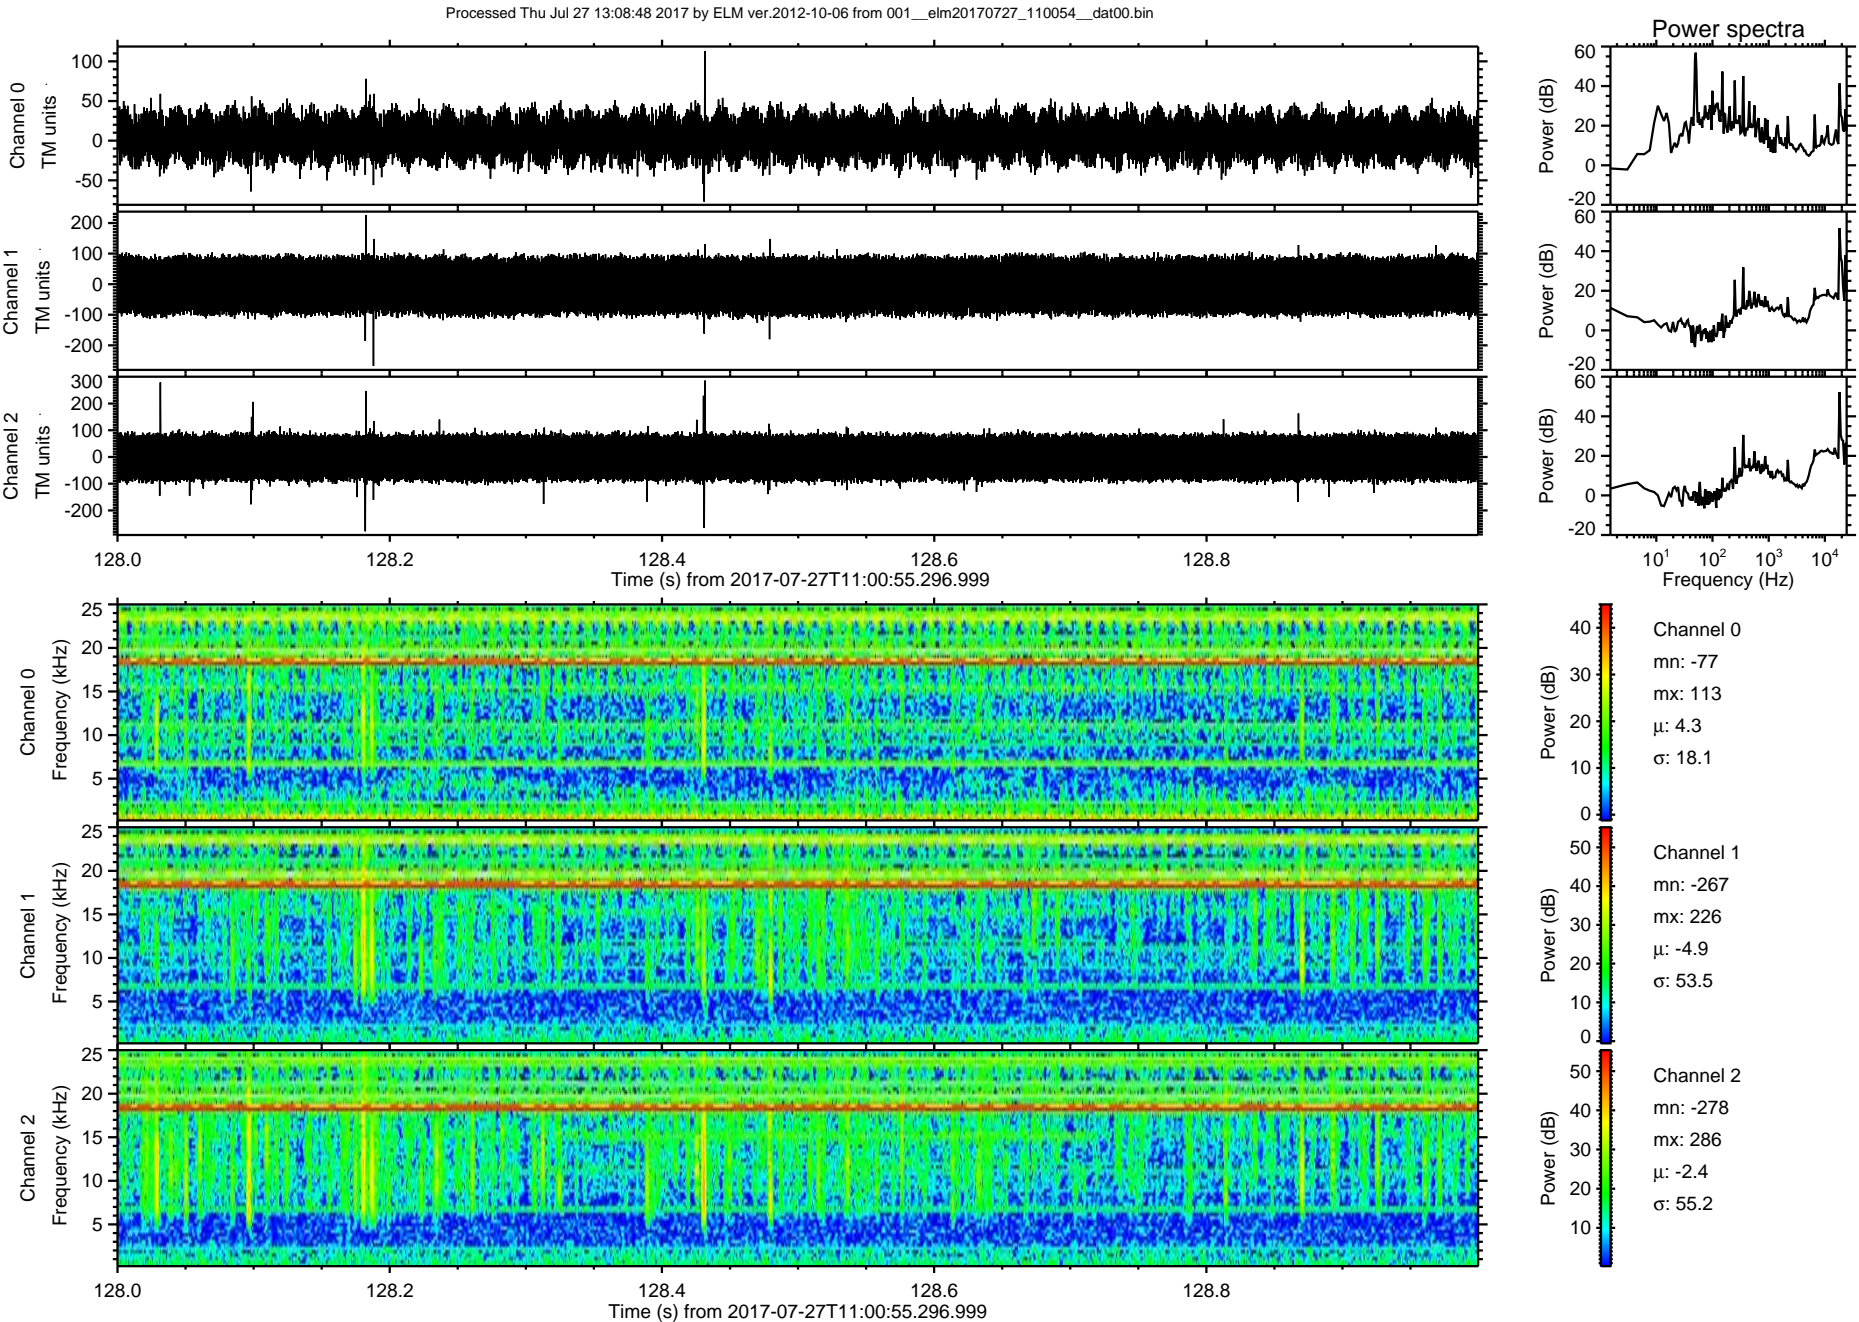 Processed Thu Jul 27 13:08:48 2017 by ELM ver.2012-10-06 from 001__elm20170727_110054__dat00.bin
Power spectra
Channel 0
TM units
100
50
0
-50
Power (dB)
60
40
20
0
-20
Channel 1
TM units
200
100
0
-100
-200
Power (dB)
60
40
20
0
-20
Channel 2
TM units
300
200
100
0
-100
-200
Power (dB)
60
40
20
0
-20
128.0 128.2 128.4 128.6 128.8
Time (s) from 2017-07-27T11:00:55.296.999
10¹ 10² 10³ 10⁴
Frequency (Hz)
Channel 0
Frequency (kHz)
25
20
15
10
5
Power (dB)
40
30
20
10
0
Channel 0
mn: -77
mx: 113
μ: 4.3
σ: 18.1
Channel 1
Frequency (kHz)
25
20
15
10
5
Power (dB)
50
40
30
20
10
0
Channel 1
mn: -267
mx: 226
μ: -4.9
σ: 53.5
Channel 2
Frequency (kHz)
25
20
15
10
5
Power (dB)
50
40
30
20
10
Channel 2
mn: -278
mx: 286
μ: -2.4
σ: 55.2
128.0 128.2 128.4 128.6 128.8
Time (s) from 2017-07-27T11:00:55.296.999